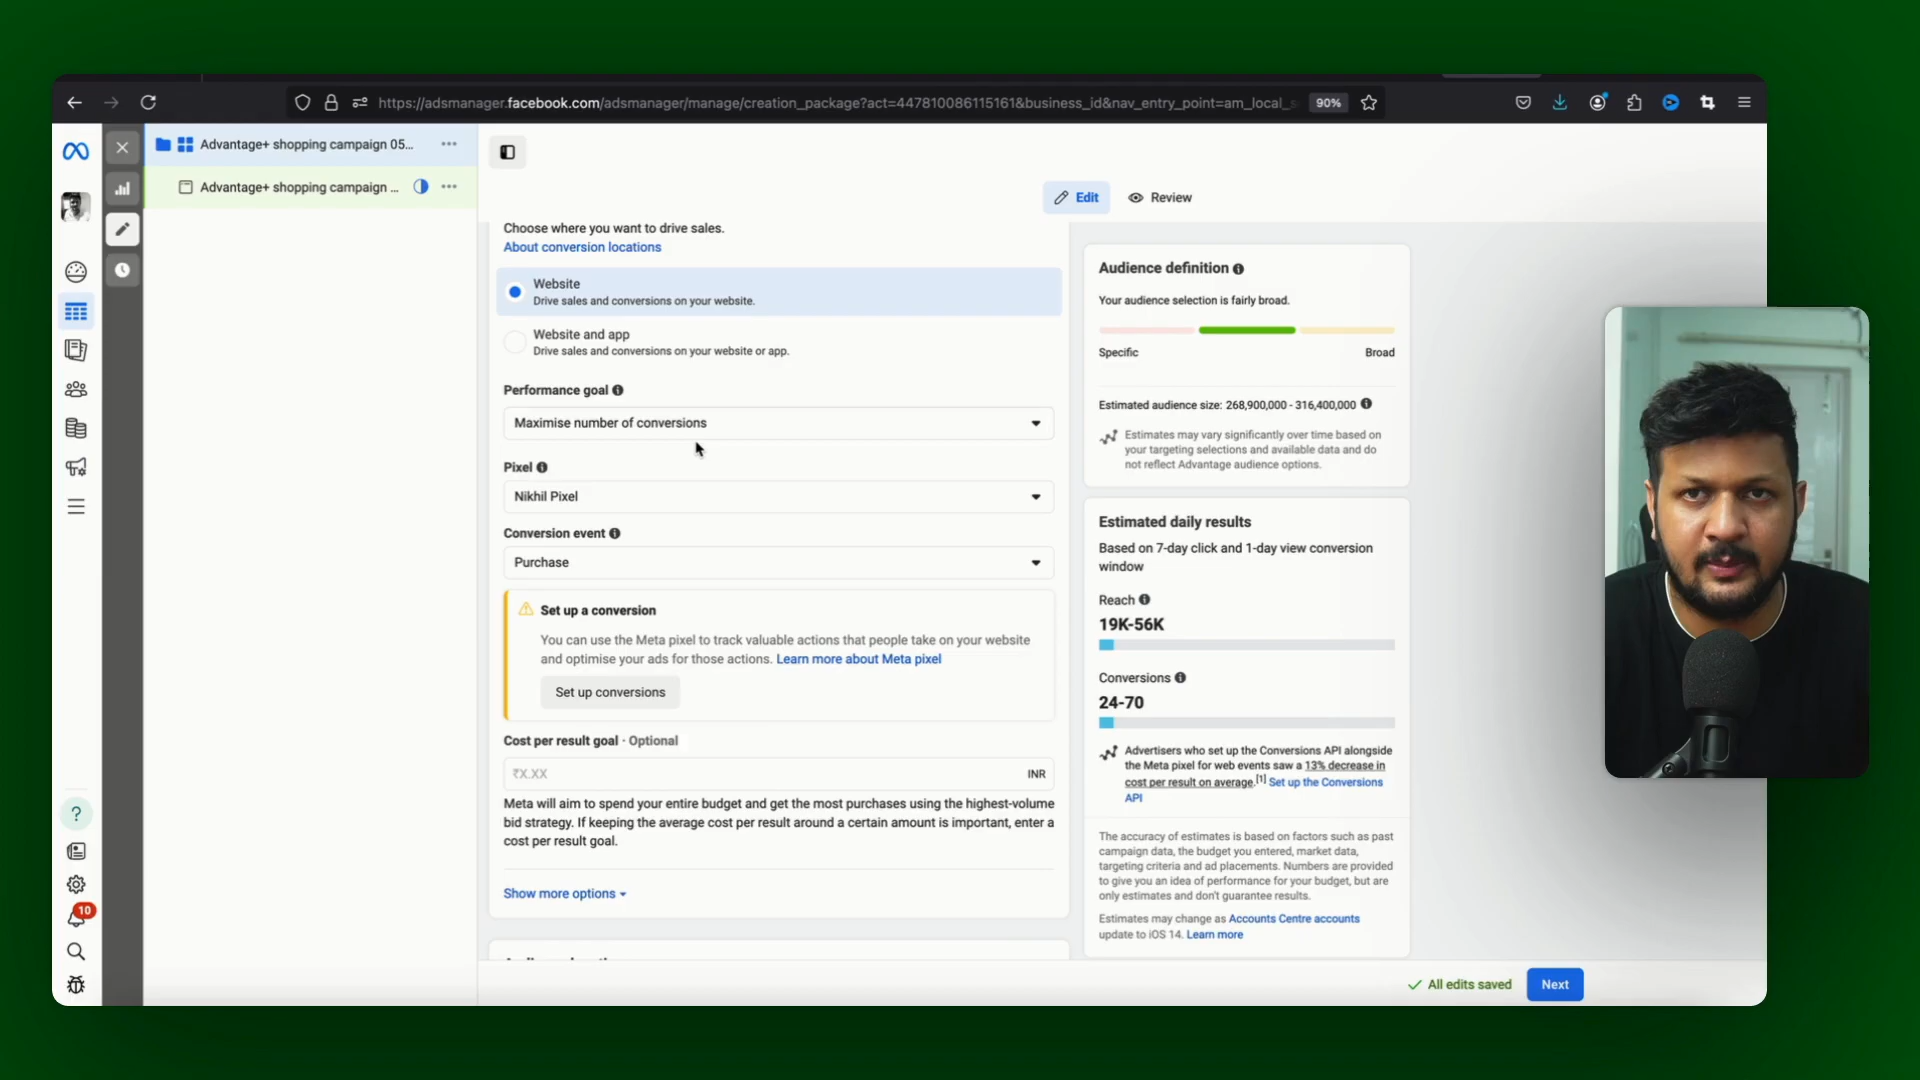 https://adsmanager.facebook.com/adsmanager/manage/creation_package?act=447810086115161&business_id&nav_entry_point=am_local_s
90%
Advantage+ shopping campaign 05...
Advantage+ shopping campaign ...
Edit
Review
Choose where you want to drive sales.
About conversion locations
Website
Drive sales and conversions on your website.
Website and app
Drive sales and conversions on your website or app.
Performance goal
Maximise number of conversions
Pixel
Nikhil Pixel
Conversion event
Purchase
Set up a conversion
You can use the Meta pixel to track valuable actions that people take on your website
and optimise your ads for those actions. Learn more about Meta pixel
Set up conversions
Cost per result goal · Optional
₹X.XX
INR
Meta will aim to spend your entire budget and get the most purchases using the highest-volume
bid strategy. If keeping the average cost per result around a certain amount is important, enter a
cost per result goal.
Show more options
Audience definition
Your audience selection is fairly broad.
Specific
Broad
Estimated audience size: 268,900,000 - 316,400,000
Estimates may vary significantly over time based on
your targeting selections and available data and do
not reflect Advantage audience options.
Estimated daily results
Based on 7-day click and 1-day view conversion
window
Reach
19K-56K
Conversions
24-70
Advertisers who set up the Conversions API alongside
the Meta pixel for web events saw a 13% decrease in
cost per result on average.[1] Set up the Conversions
API
The accuracy of estimates is based on factors such as past
campaign data, the budget you entered, market data,
targeting criteria and ad placements. Numbers are provided
to give you an idea of performance for your budget, but are
only estimates and don't guarantee results.
Estimates may change as Accounts Centre accounts
update to iOS 14. Learn more
10
All edits saved
Next